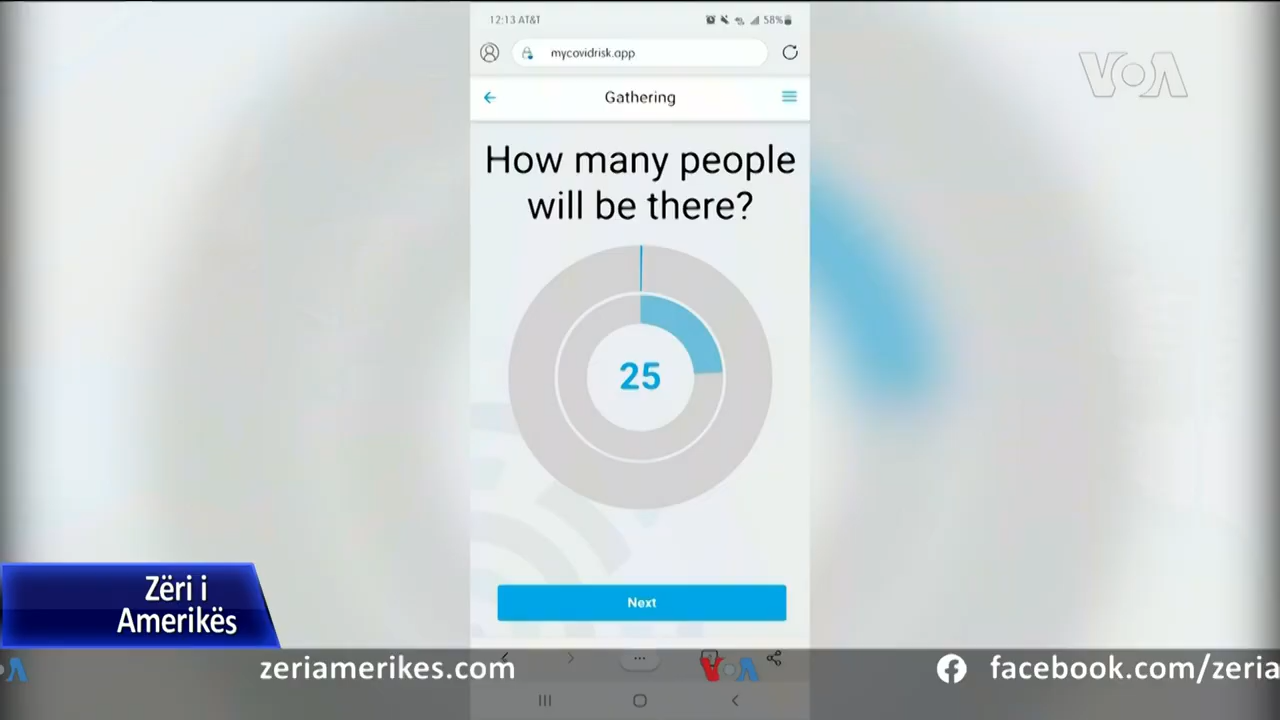 12:13 AT&T
58%
mycovidrisk.app
VOA
Gathering
How many people
will be there?
25
Next
Zëri i
Amerikës
zeriamerikes.com
VOA
facebook.com/zeria